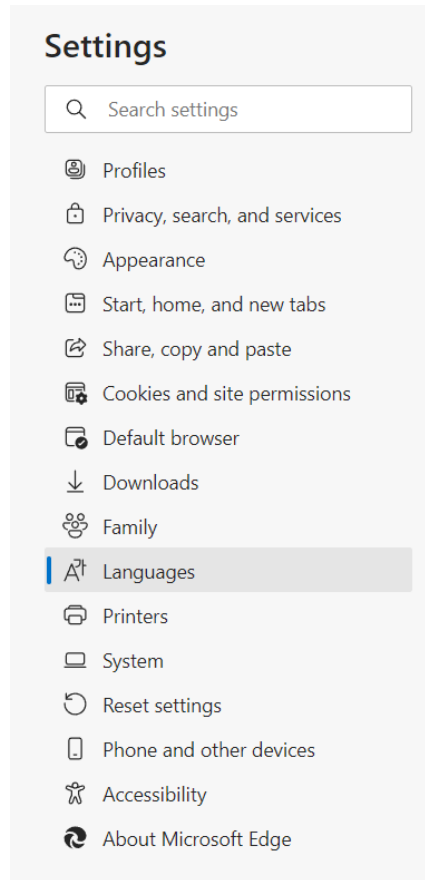 Settings
Search settings
Profiles
Privacy, search, and services
Appearance
Start, home, and new tabs
Share, copy and paste
Cookies and site permissions
Default browser
Downloads
Family
Languages
Printers
System
Reset settings
Phone and other devices
Accessibility
About Microsoft Edge